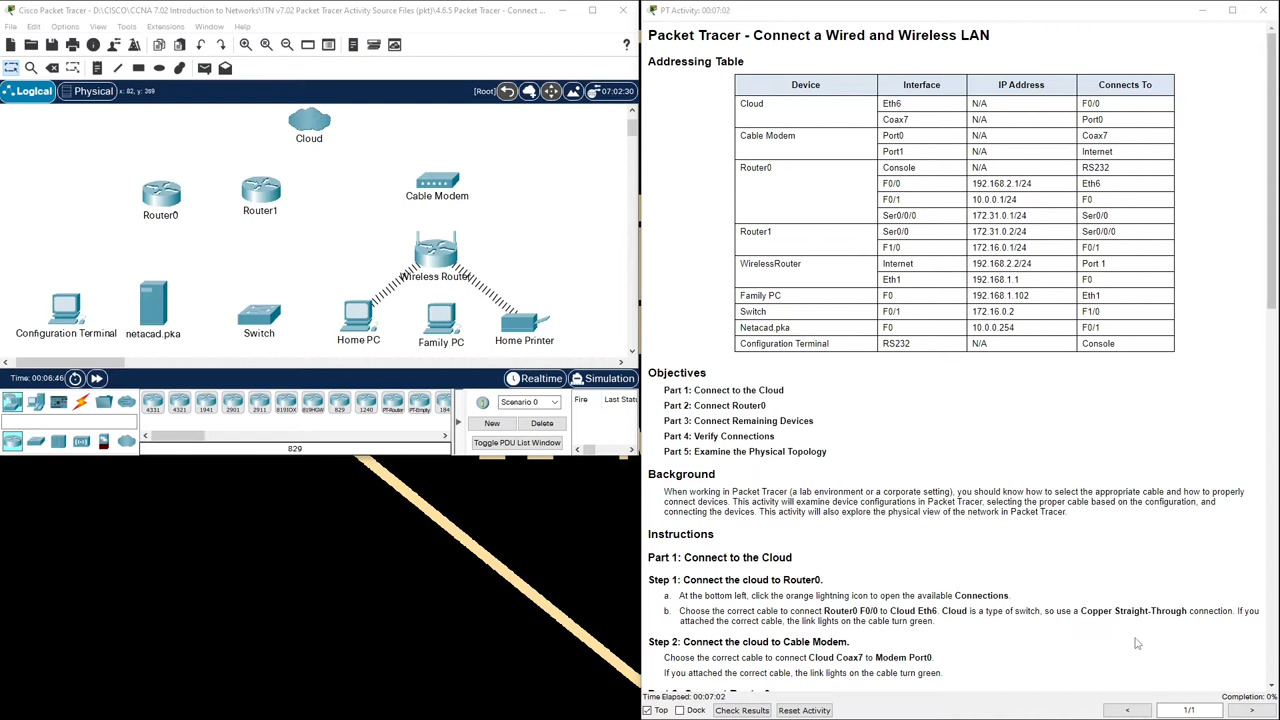 Cisco Packet Tracer - D:\CISCO\CCNA 7.02 Introduction to Networks\ITN v7.02 Packet Tracer Activity Source Files (pkt)\4.6.5 Packet Tracer - Connect ...
File Edit Options View Tools Extensions Window Help
?
Logical Physical x: 82, y: 369 [Root] 07:02:30
Cloud
Cable Modem
Router0 Router1
Wireless Router
Configuration Terminal netacad.pka Switch Home PC Family PC Home Printer
Time: 00:06:46 Realtime Simulation
4331 4321 1941 2901 2911 819IOX 819HGW 829 1240 PT-Router PT-Empty 184
829
Scenario 0
New Delete
Toggle PDU List Window
Fire Last Statu
PT Activity: 00:07:02
Packet Tracer - Connect a Wired and Wireless LAN
Addressing Table
Device Interface IP Address Connects To
Cloud Eth6 N/A F0/0
Coax7 N/A Port0
Cable Modem Port0 N/A Coax7
Port1 N/A Internet
Router0 Console N/A RS232
F0/0 192.168.2.1/24 Eth6
F0/1 10.0.0.1/24 F0
Ser0/0/0 172.31.0.1/24 Ser0/0
Router1 Ser0/0 172.31.0.2/24 Ser0/0/0
F1/0 172.16.0.1/24 F0/1
WirelessRouter Internet 192.168.2.2/24 Port 1
Eth1 192.168.1.1 F0
Family PC F0 192.168.1.102 Eth1
Switch F0/1 172.16.0.2 F1/0
Netacad.pka F0 10.0.0.254 F0/1
Configuration Terminal RS232 N/A Console
Objectives
Part 1: Connect to the Cloud
Part 2: Connect Router0
Part 3: Connect Remaining Devices
Part 4: Verify Connections
Part 5: Examine the Physical Topology
Background
When working in Packet Tracer (a lab environment or a corporate setting), you should know how to select the appropriate cable and how to properly
connect devices. This activity will examine device configurations in Packet Tracer, selecting the proper cable based on the configuration, and
connecting the devices. This activity will also explore the physical view of the network in Packet Tracer.
Instructions
Part 1: Connect to the Cloud
Step 1: Connect the cloud to Router0.
a. At the bottom left, click the orange lightning icon to open the available Connections.
b. Choose the correct cable to connect Router0 F0/0 to Cloud Eth6. Cloud is a type of switch, so use a Copper Straight-Through connection. If you
attached the correct cable, the link lights on the cable turn green.
Step 2: Connect the cloud to Cable Modem.
Choose the correct cable to connect Cloud Coax7 to Modem Port0.
If you attached the correct cable, the link lights on the cable turn green.
Time Elapsed: 00:07:02 Completion: 0%
Top Dock Check Results Reset Activity < 1/1 >